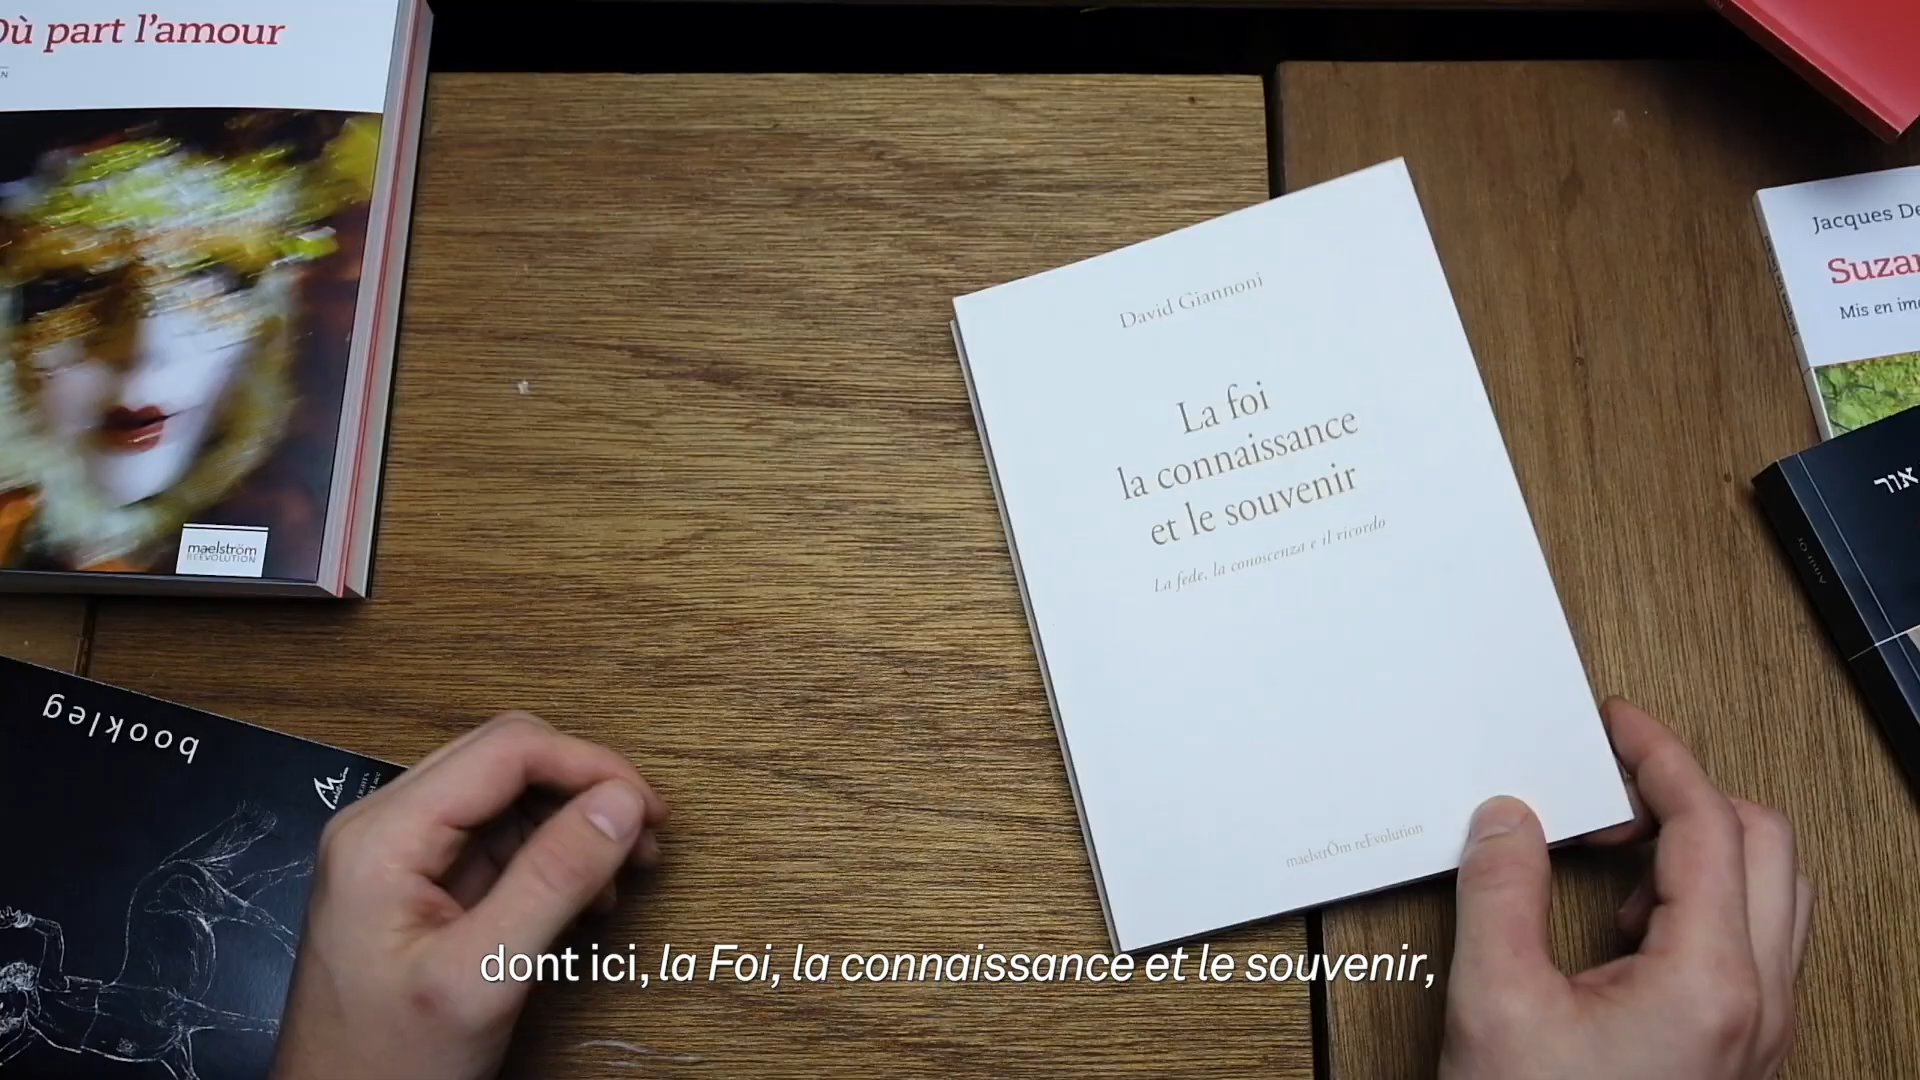 Où part l'amour
maelström
REEVOLUTION
David Giannoni
La foi
la connaissance
et le souvenir
La fede, la conoscenza e il ricordo
maelstrÖm reEvolution
Jacques De
Suzan
Mis en ima
אור
bookleg
dont ici, la Foi, la connaissance et le souvenir,